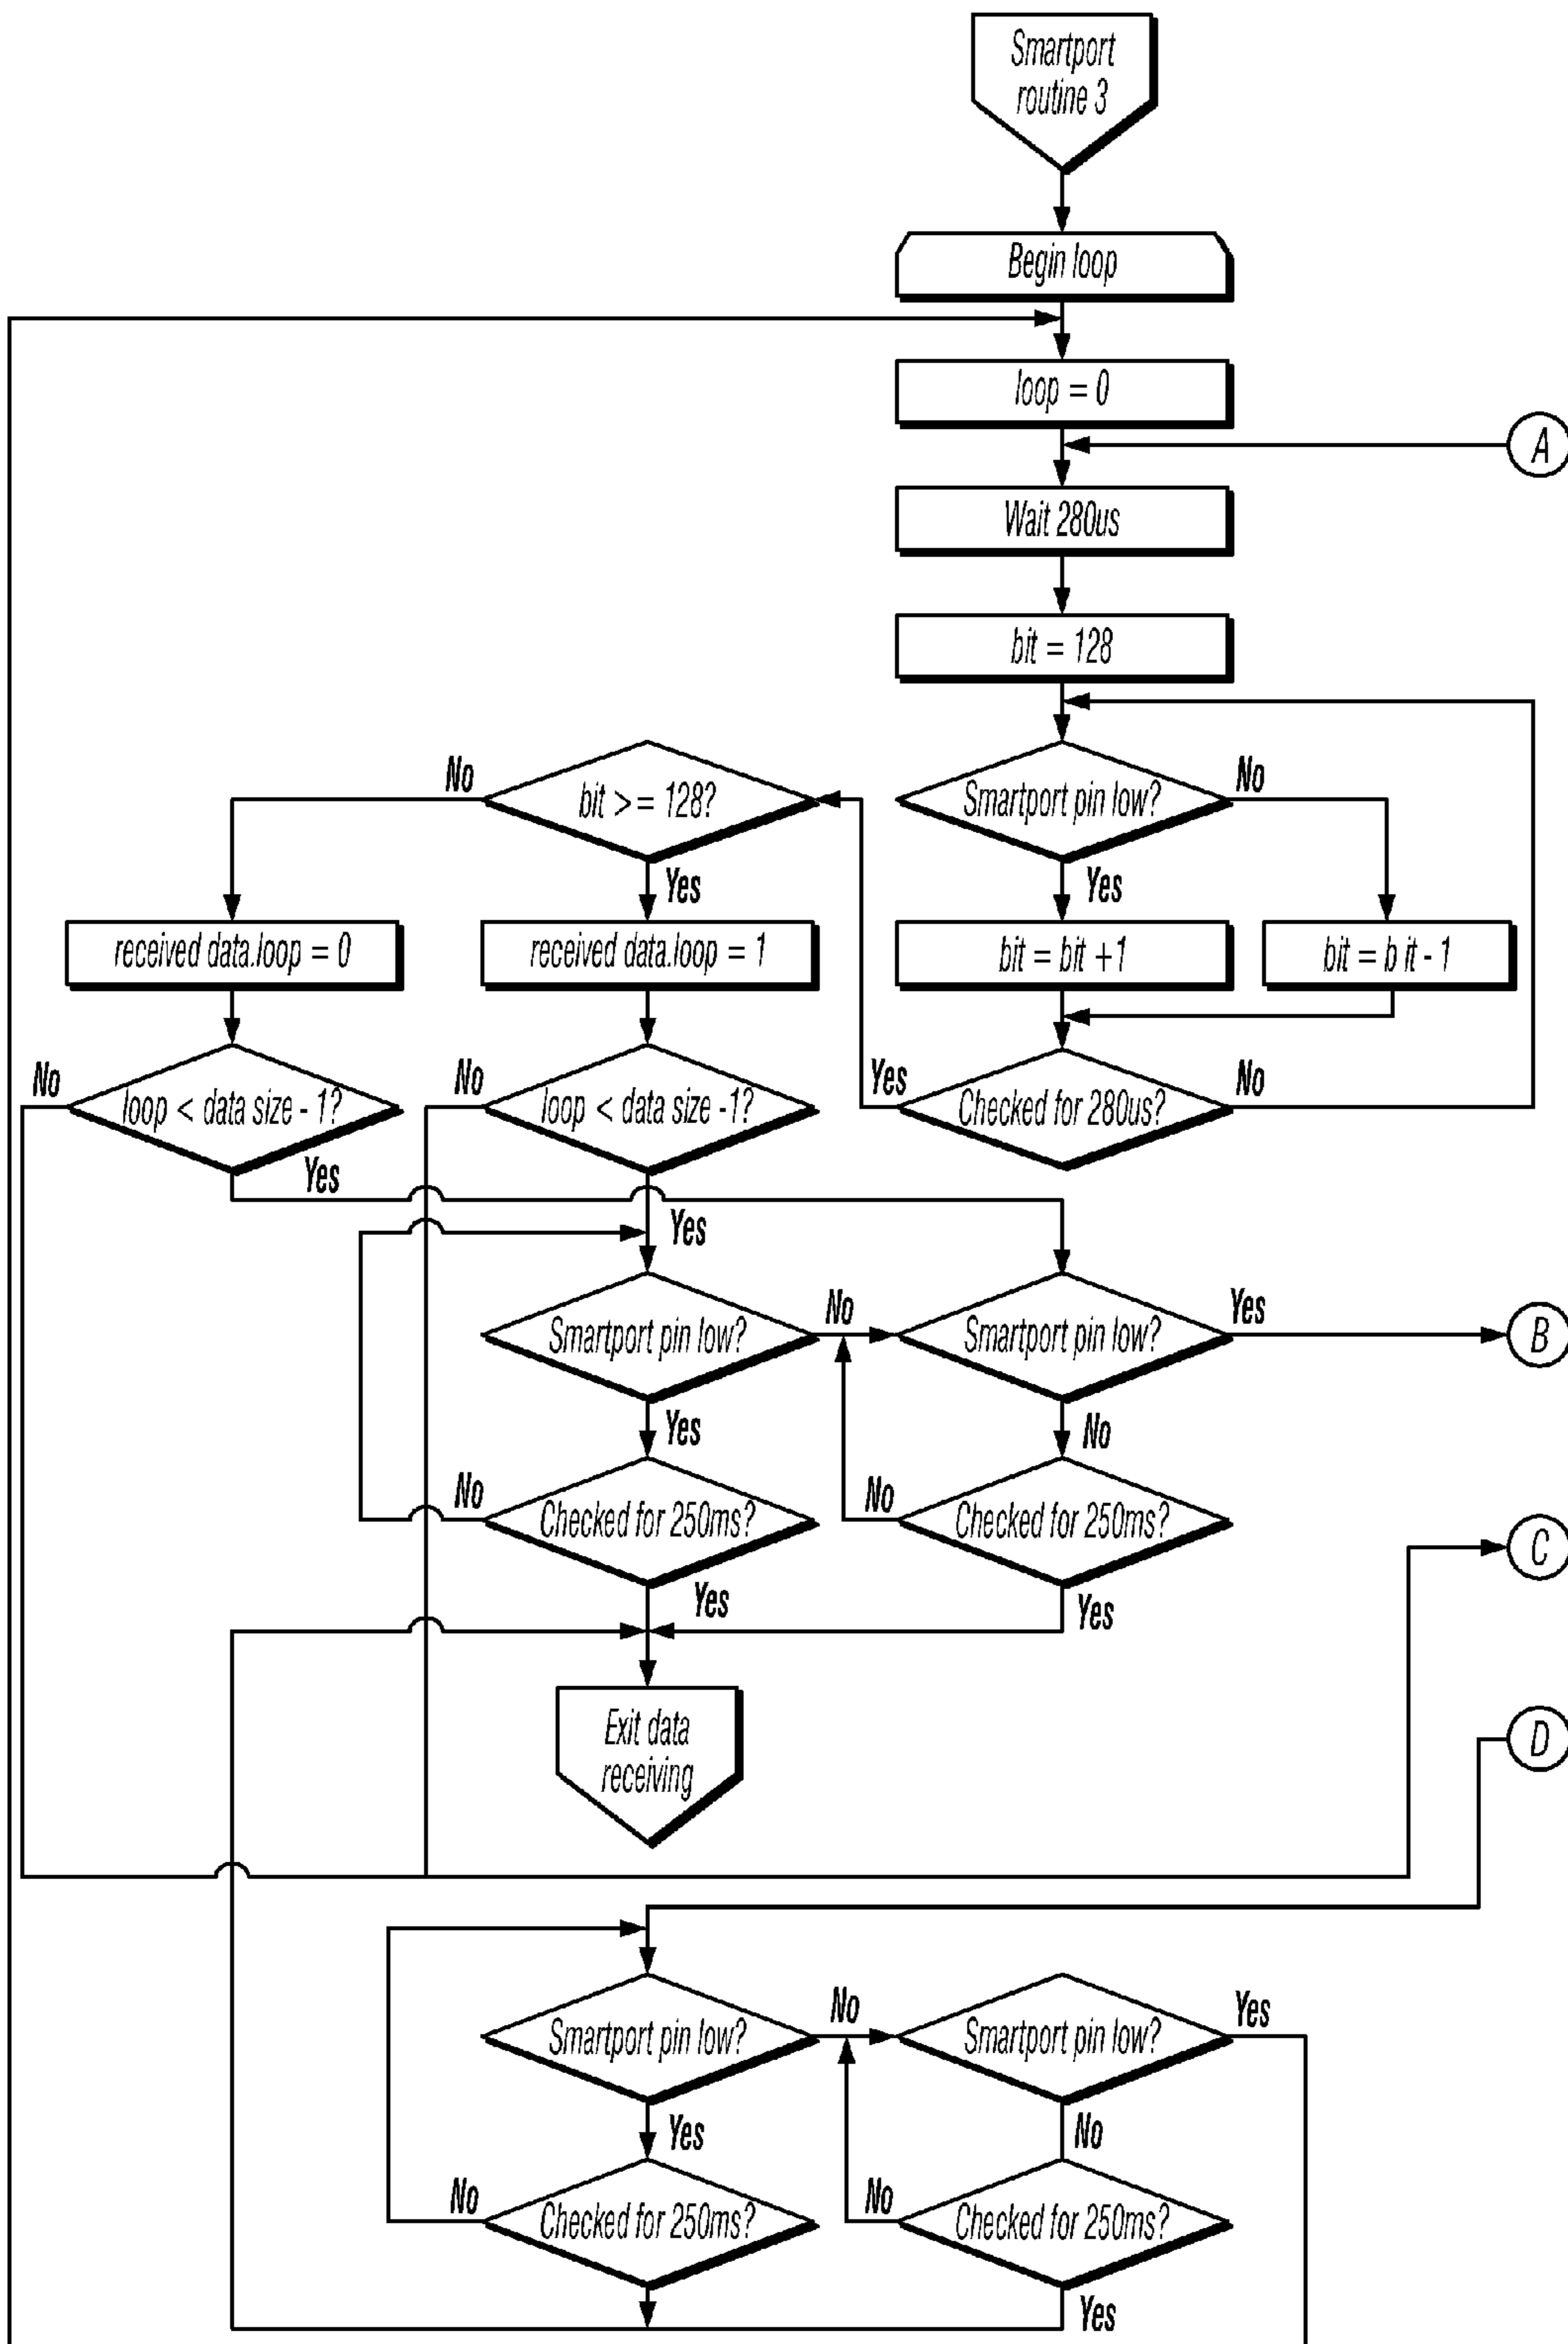 Smartport
routine 3
Begin loop
loop = 0
A
Wait 280us
bit = 128
No
bit > = 128?
Smartport pin low?
No
Yes
Yes
received data.loop = 0
received data.loop = 1
bit = bit +1
bit = b it - 1
No
loop < data size - 1?
No
loop < data size -1?
Yes
Checked for 280us?
No
Yes
Yes
Smartport pin low?
No
Smartport pin low?
Yes
B
Yes
No
No
Checked for 250ms?
No
Checked for 250ms?
C
Yes
Yes
Exit data
receiving
D
Smartport pin low?
No
Smartport pin low?
Yes
Yes
No
No
Checked for 250ms?
No
Checked for 250ms?
Yes